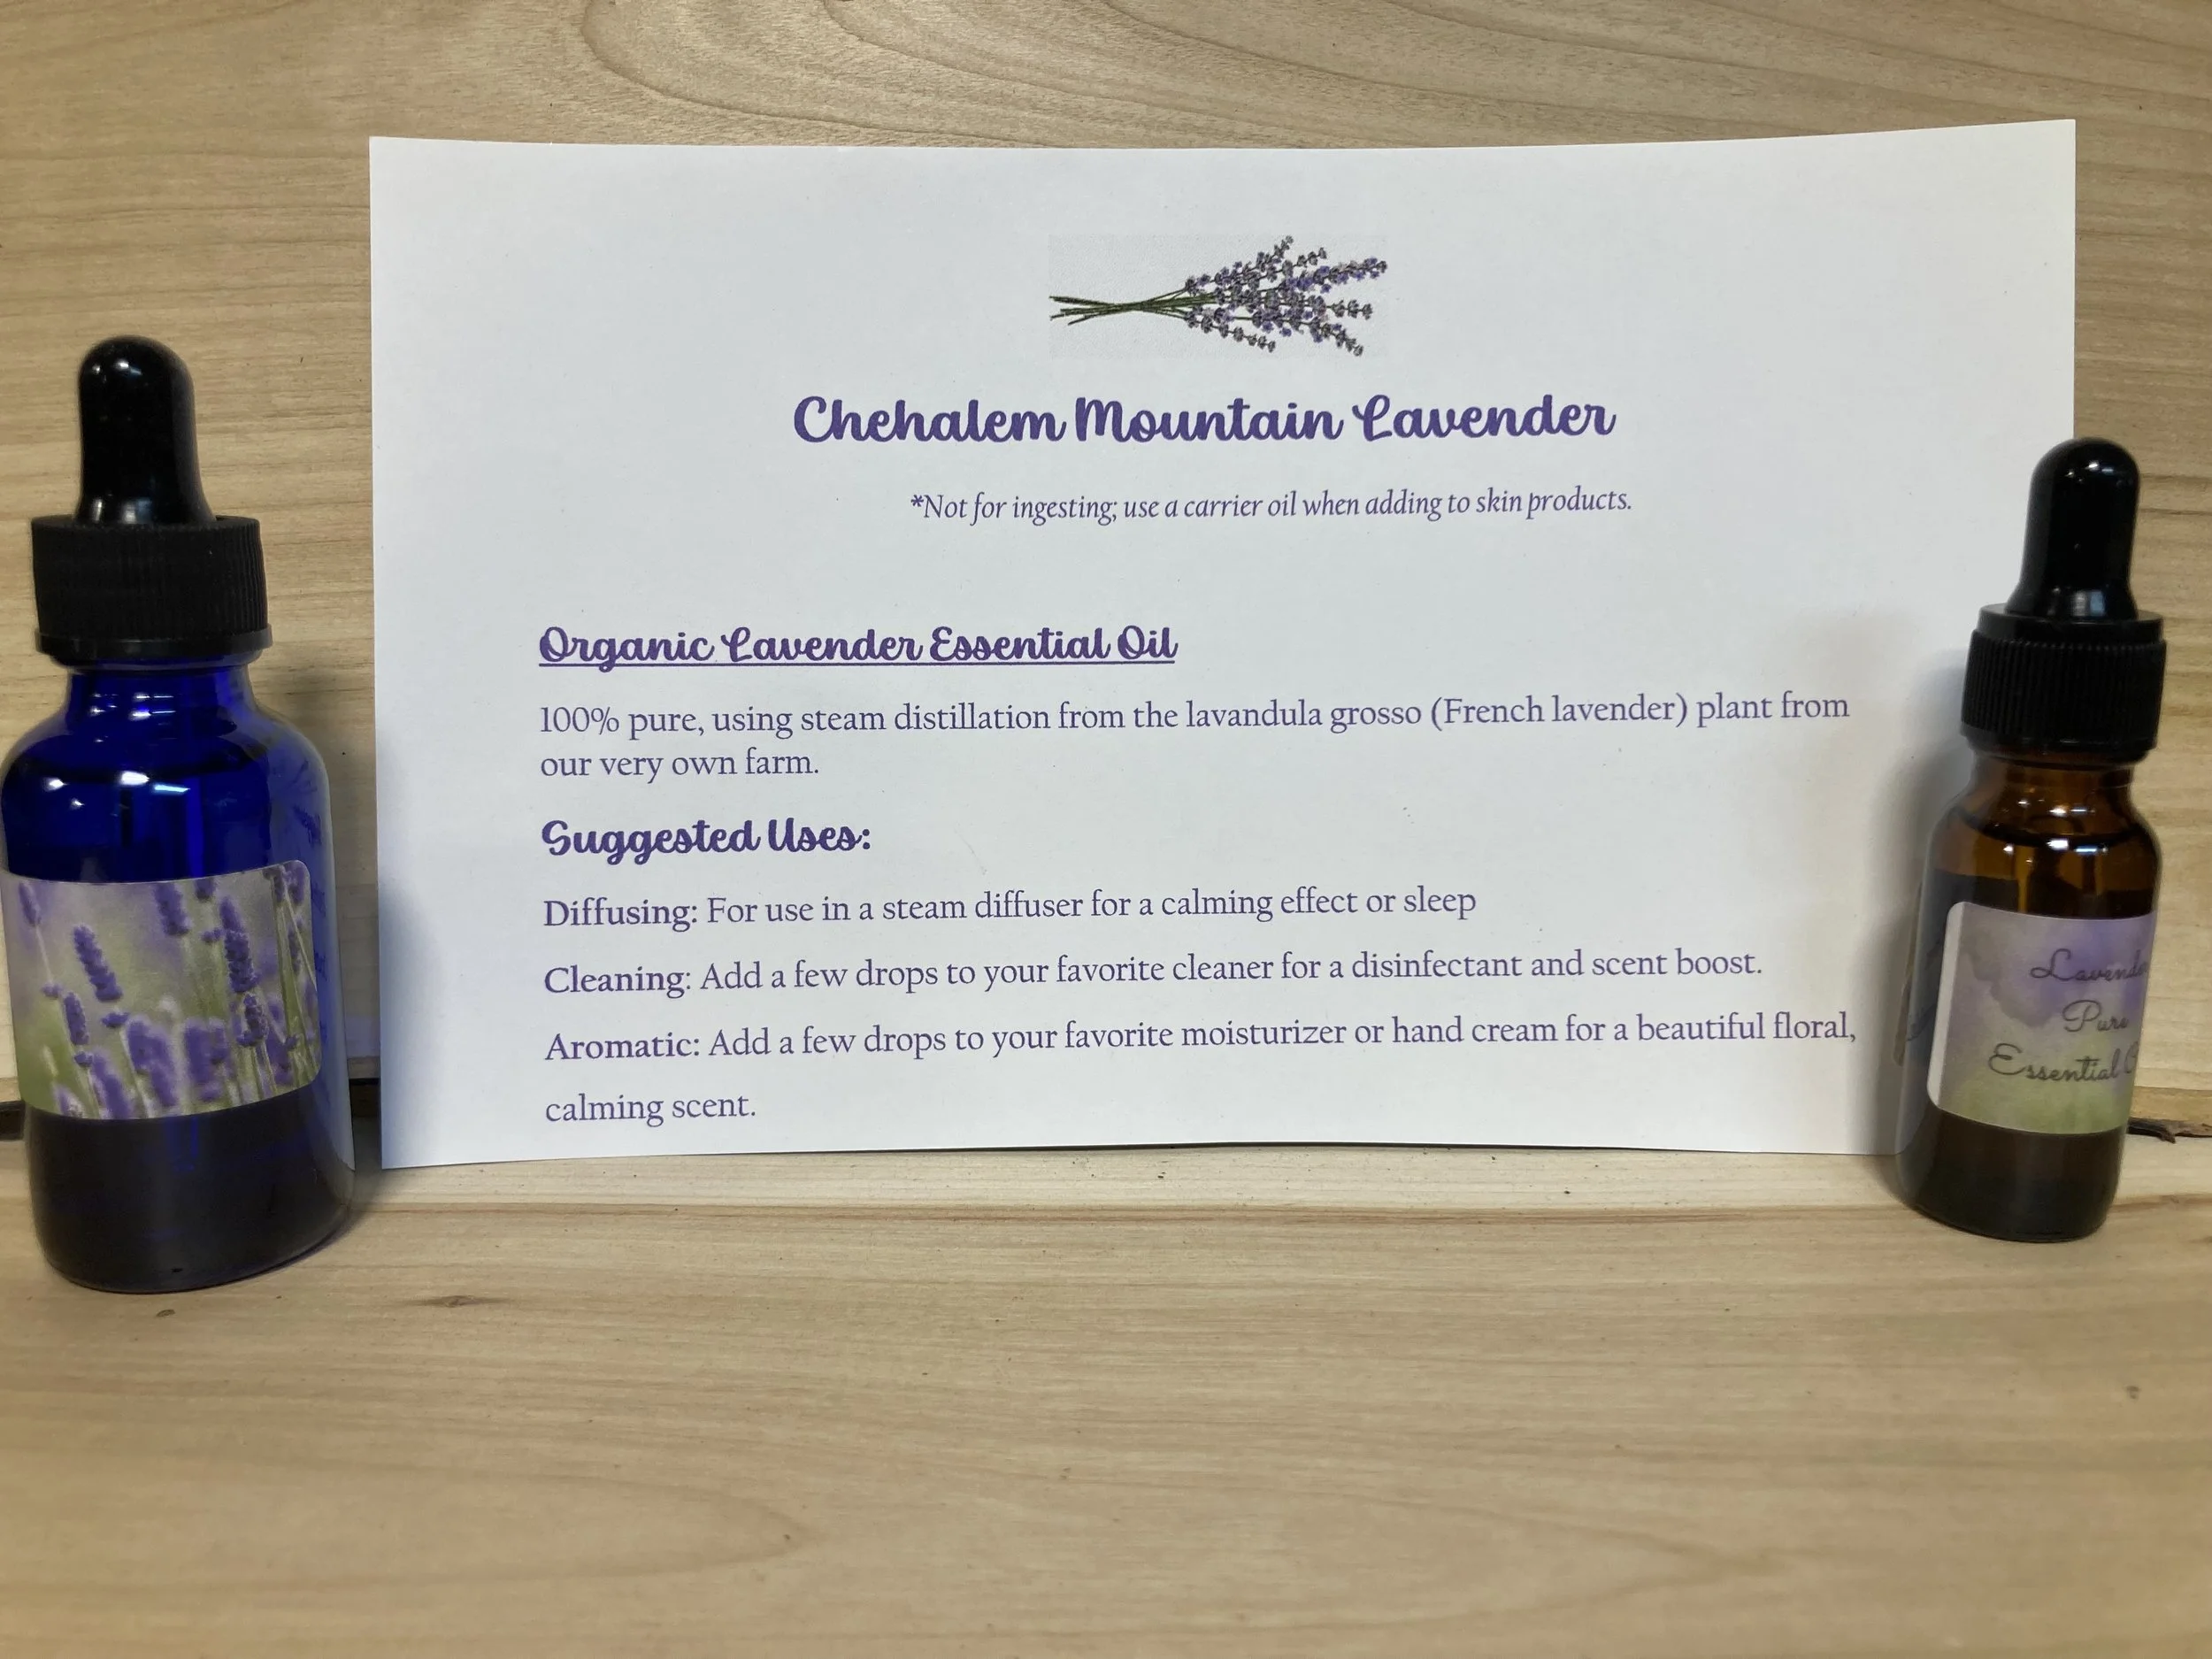 Chehalem Mountain Lavender
*Not for ingesting; use a carrier oil when adding to skin products.
Organic Lavender Essential Oil
100% pure, using steam distillation from the lavandula grosso (French lavender) plant from
our very own farm.
Suggested Uses:
Diffusing: For use in a steam diffuser for a calming effect or sleep
Cleaning: Add a few drops to your favorite cleaner for a disinfectant and scent boost.
Aromatic: Add a few drops to your favorite moisturizer or hand cream for a beautiful floral,
calming scent.
Pure
Essential